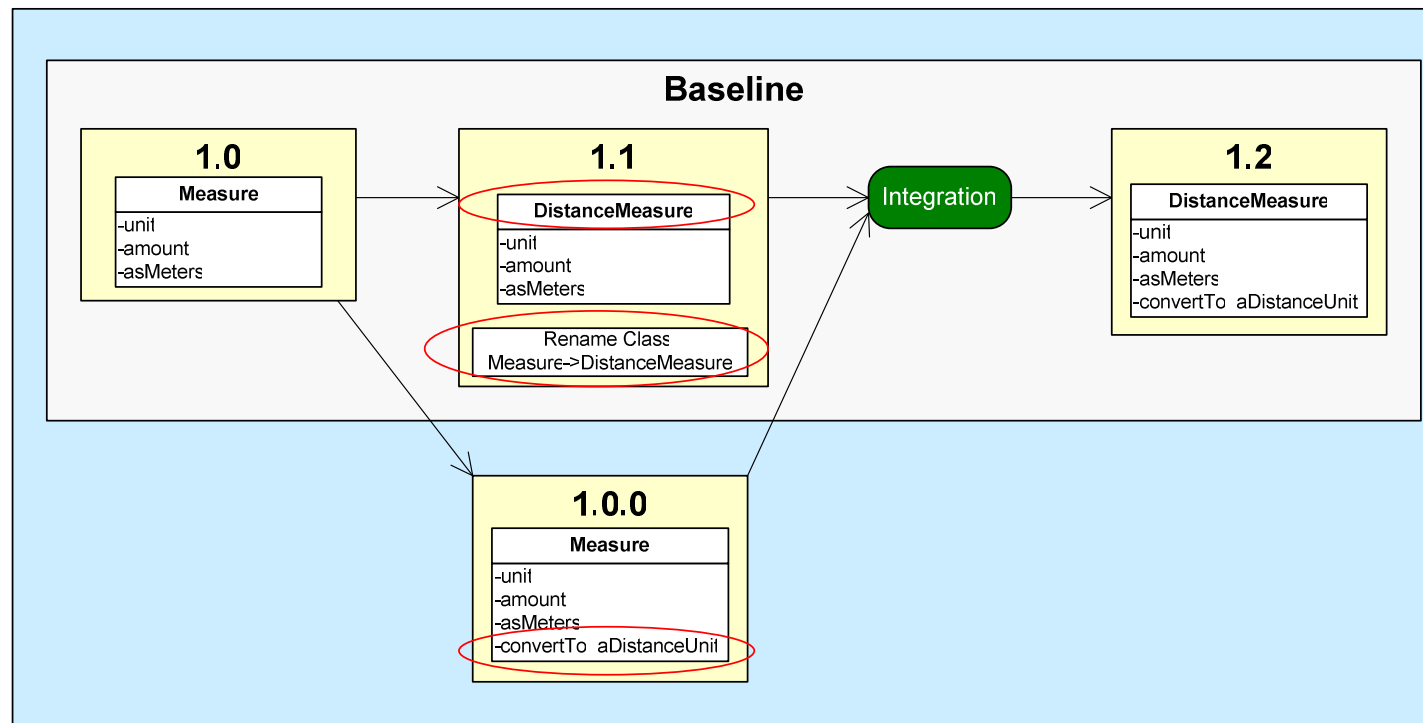 Baseline
1.0
Measure
-unit
-amount
-asMeters
1.1
DistanceMeasure
-unit
-amount
-asMeters
Rename Class
Measure->DistanceMeasure
Integration
1.2
DistanceMeasure
-unit
-amount
-asMeters
-convertTo aDistanceUnit
1.0.0
Measure
-unit
-amount
-asMeters
-convertTo aDistanceUnit